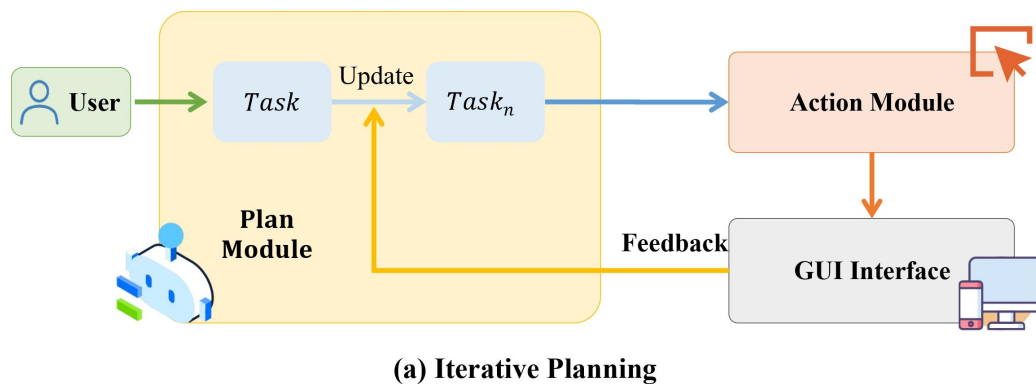 User
Task
Update
Task_n
Action Module
Plan
Module
Feedback
GUI Interface
(a) Iterative Planning